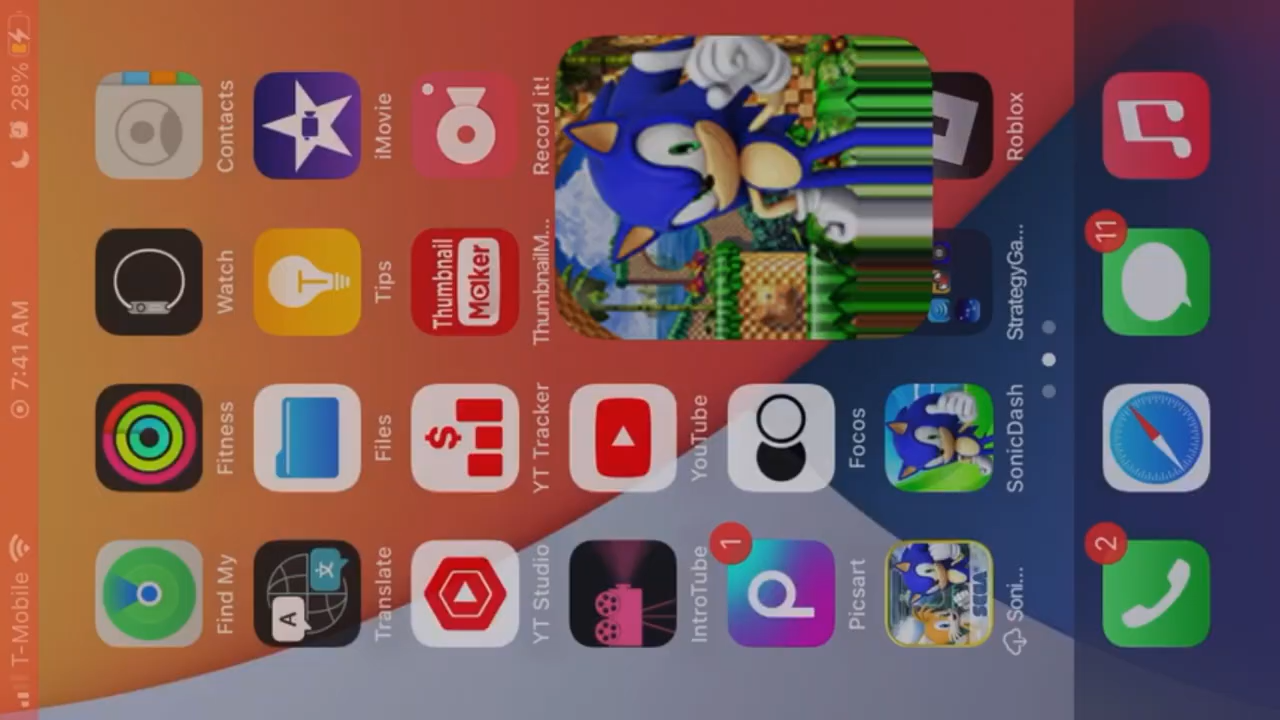 T-Mobile
7:41 AM
28%
Find My
Fitness
Watch
Contacts
A
文
Translate
Files
Tips
iMovie
$
Thumbnail
Maker
YT Studio
YT Tracker
ThumbnailM...
Record it!
IntroTube
YouTube
1
Picsart
Focos
SEGA
Soni...
SonicDash
StrategyGa...
Roblox
2
11